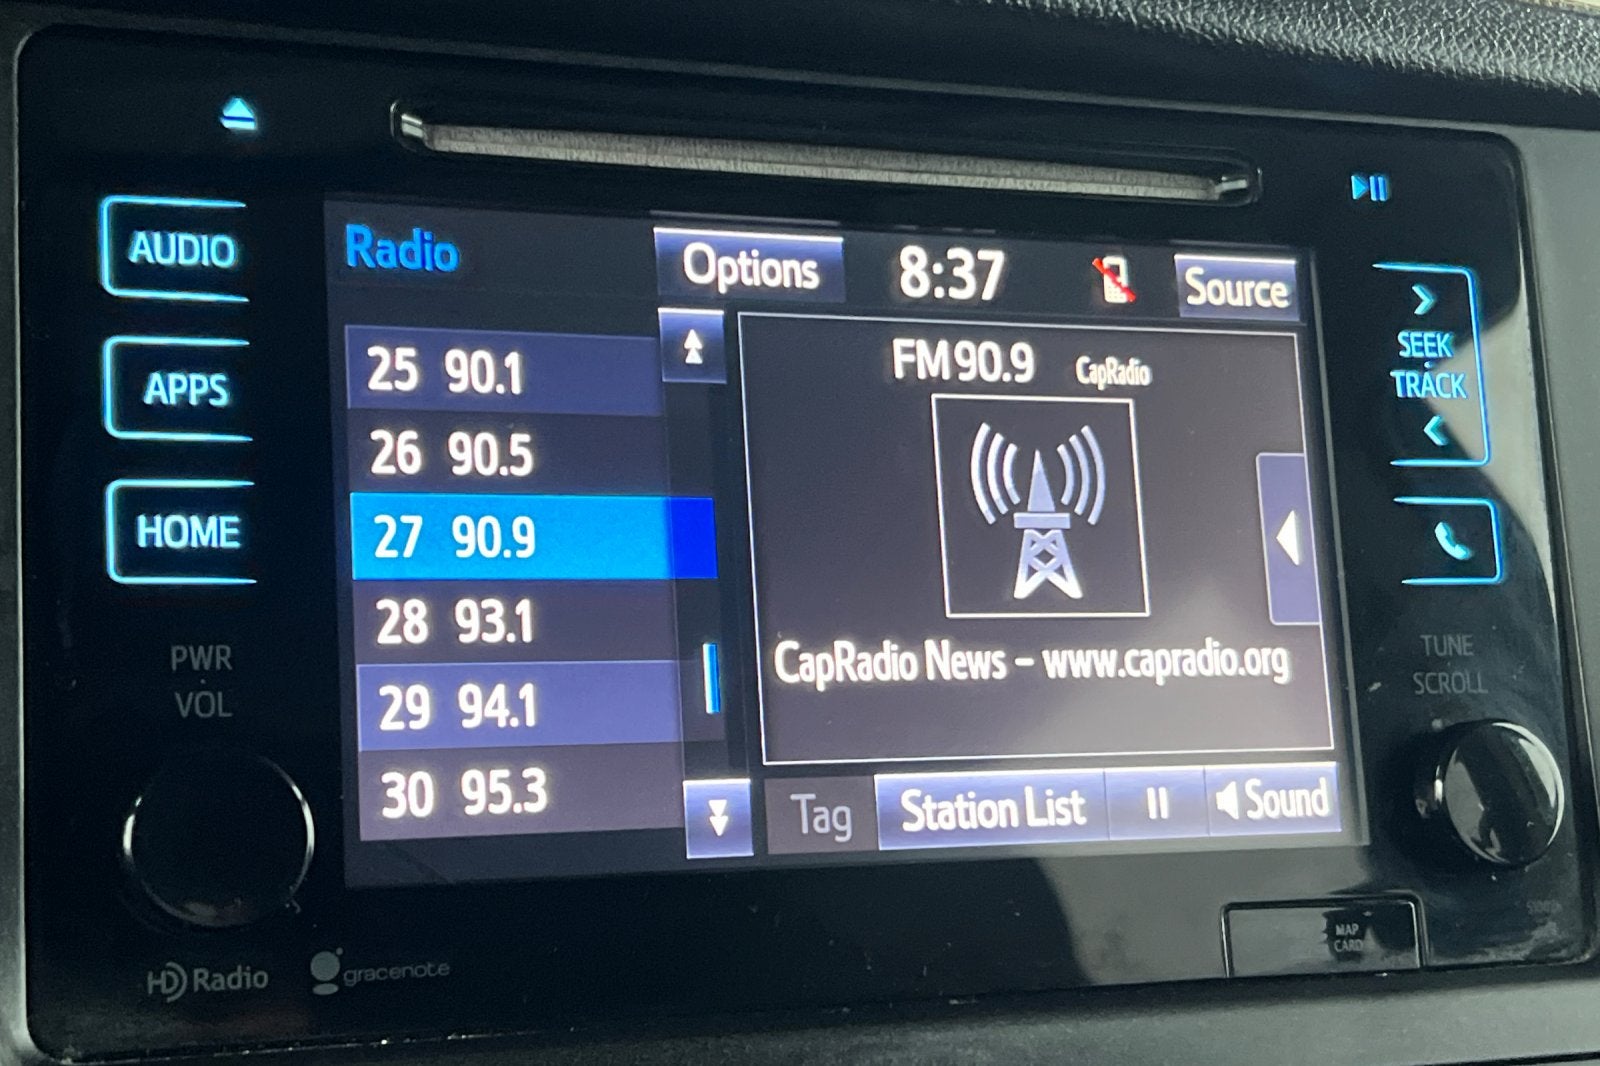 AUDIO
APPS
HOME
PWR
VOL
HD Radio
gracenote
Radio
Options
8:37
Source
25 90.1
26 90.5
27 90.9
28 93.1
29 94.1
30 95.3
FM 90.9 CapRadio
CapRadio News – www.capradio.org
Tag
Station List
Sound
SEEK
TRACK
TUNE
SCROLL
MAP
CARD